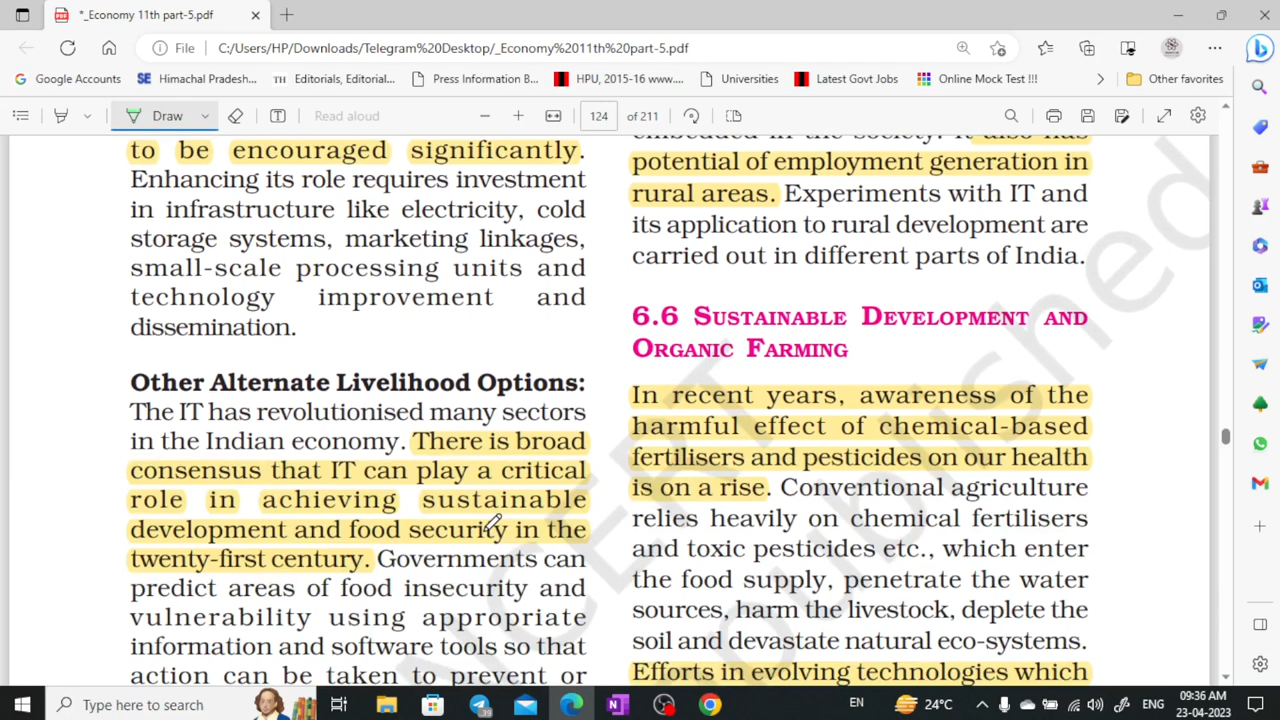 *_Economy 11th part-5.pdf
File C:/Users/HP/Downloads/Telegram%20Desktop/_Economy%2011th%20part-5.pdf
Google Accounts SE Himachal Pradesh... TH Editorials, Editorial... Press Information B... HPU, 2015-16 www.... Universities Latest Govt Jobs Online Mock Test !!! Other favorites
Draw Read aloud 124 of 211
to be encouraged significantly.
Enhancing its role requires investment
in infrastructure like electricity, cold
storage systems, marketing linkages,
small-scale processing units and
technology improvement and
dissemination.
Other Alternate Livelihood Options:
The IT has revolutionised many sectors
in the Indian economy. There is broad
consensus that IT can play a critical
role in achieving sustainable
development and food security in the
twenty-first century. Governments can
predict areas of food insecurity and
vulnerability using appropriate
information and software tools so that
action can be taken to prevent or
embedded in the society. It also has
potential of employment generation in
rural areas. Experiments with IT and
its application to rural development are
carried out in different parts of India.
6.6 SUSTAINABLE DEVELOPMENT AND
ORGANIC FARMING
In recent years, awareness of the
harmful effect of chemical-based
fertilisers and pesticides on our health
is on a rise. Conventional agriculture
relies heavily on chemical fertilisers
and toxic pesticides etc., which enter
the food supply, penetrate the water
sources, harm the livestock, deplete the
soil and devastate natural eco-systems.
Efforts in evolving technologies which
NCERT
published
Type here to search
39
EN
24°C
ENG
09:36 AM
23-04-2023